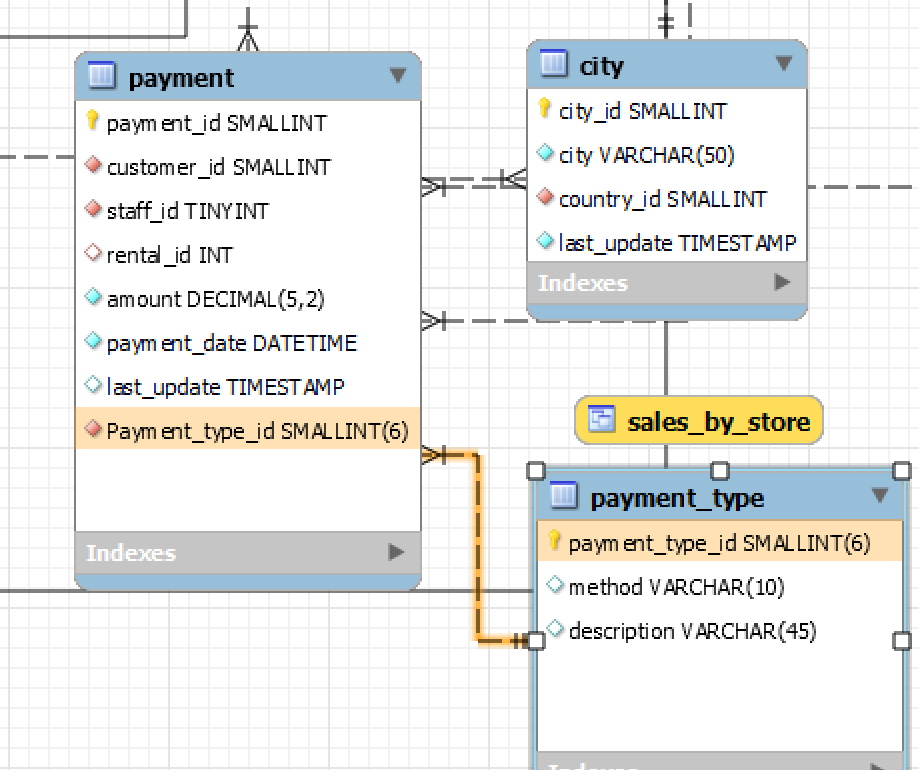 payment
payment_id SMALLINT
customer_id SMALLINT
staff_id TINYINT
rental_id INT
amount DECIMAL(5,2)
payment_date DATETIME
last_update TIMESTAMP
Payment_type_id SMALLINT(6)
Indexes
city
city_id SMALLINT
city VARCHAR(50)
country_id SMALLINT
last_update TIMESTAMP
Indexes
sales_by_store
payment_type
payment_type_id SMALLINT(6)
method VARCHAR(10)
description VARCHAR(45)
Indexes